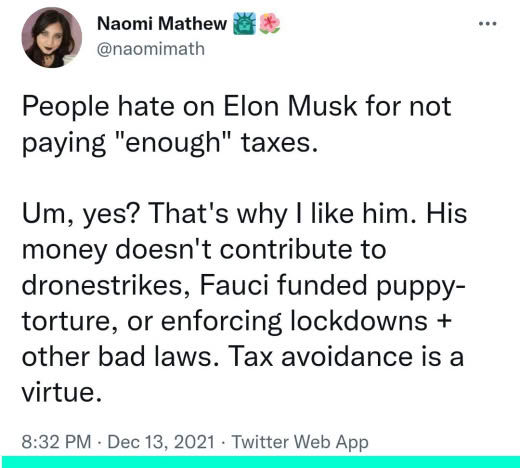 Naomi Mathew 🗽🌺
@naomimath
People hate on Elon Musk for not
paying "enough" taxes.
Um, yes? That's why I like him. His
money doesn't contribute to
dronestrikes, Fauci funded puppy-
torture, or enforcing lockdowns +
other bad laws. Tax avoidance is a
virtue.
8:32 PM · Dec 13, 2021 · Twitter Web App